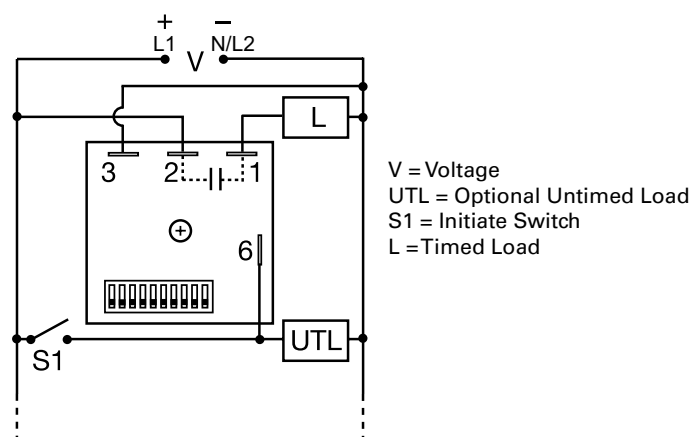 + −
L1 V N/L2
L
3 2 1
6
S1 UTL
V = Voltage
UTL = Optional Untimed Load
S1 = Initiate Switch
L = Timed Load